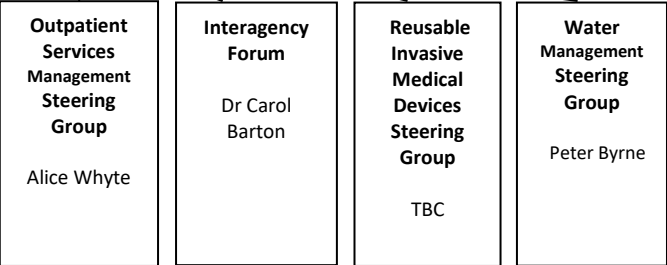 Outpatient
Services
Management
Steering
Group
Alice Whyte
Interagency
Forum
Dr Carol
Barton
Reusable
Invasive
Medical
Devices
Steering
Group
TBC
Water
Management
Steering
Group
Peter Byrne